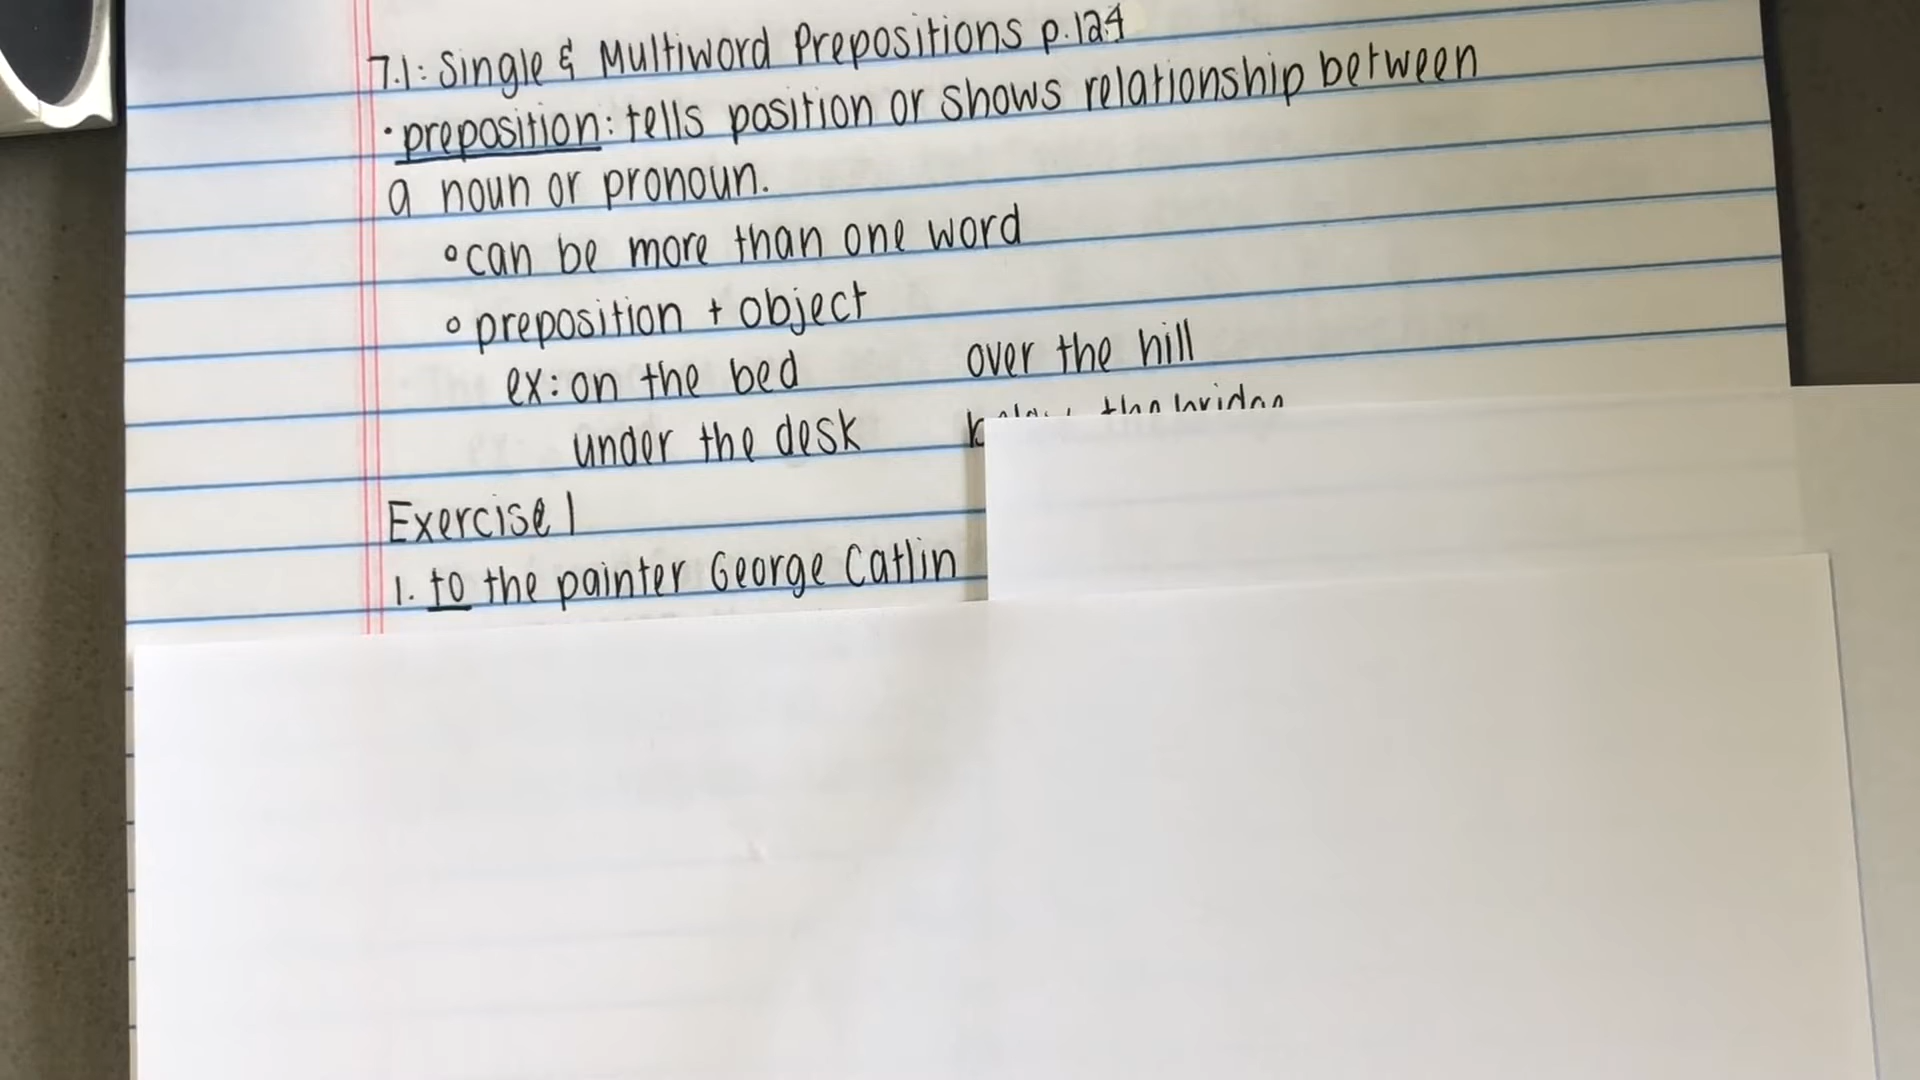 7.1: Single & Multiword Prepositions p.124
· preposition: tells position or shows relationship between
a noun or pronoun.
∘ can be more than one word
∘ preposition + object
ex: on the bed over the hill
under the desk the bridge
Exercise 1
1. to the painter George Catlin